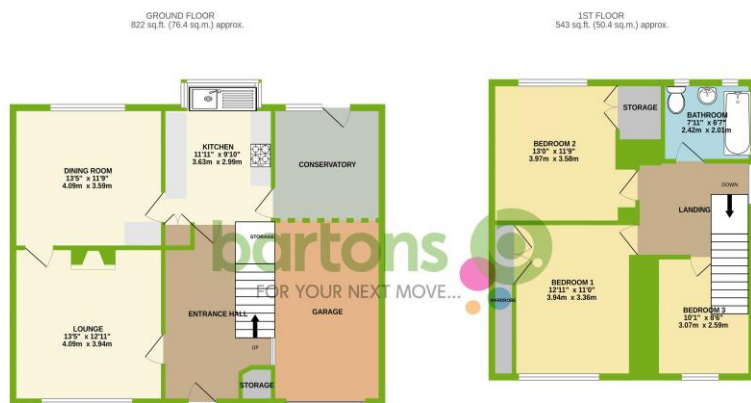 GROUND FLOOR
822 sq.ft. (76.4 sq.m.) approx.
1ST FLOOR
543 sq.ft. (50.4 sq.m.) approx.
DINING ROOM
13'5" x 11'9"
4.09m x 3.59m
KITCHEN
11'11" x 9'10"
3.63m x 2.99m
CONSERVATORY
STORAGE
LOUNGE
13'5" x 12'11"
4.09m x 3.94m
ENTRANCE HALL
UP
STORAGE
GARAGE
BEDROOM 2
13'0" x 11'9"
3.97m x 3.58m
STORAGE
BATHROOM
7'11" x 6'7"
2.42m x 2.01m
DOWN
LANDING
WARDROBE
BEDROOM 1
12'11" x 11'0"
3.94m x 3.36m
BEDROOM 3
10'1" x 8'6"
3.07m x 2.59m
bartons
FOR YOUR NEXT MOVE...